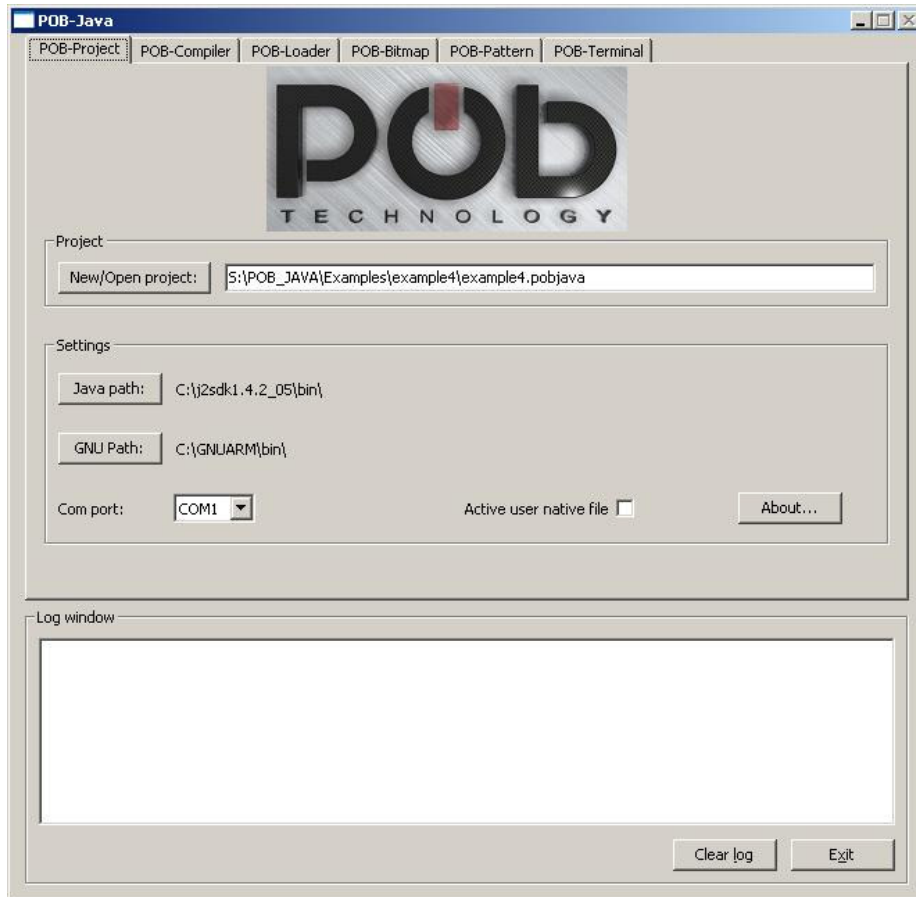 POB-Java
POB-Project POB-Compiler POB-Loader POB-Bitmap POB-Pattern POB-Terminal
POB
TECHNOLOGY
Project
New/Open project: S:\POB_JAVA\Examples\example4\example4.pobjava
Settings
Java path: C:\j2sdk1.4.2_05\bin\
GNU Path: C:\GNUARM\bin\
Com port: COM1 Active user native file About...
Log window
Clear log Exit